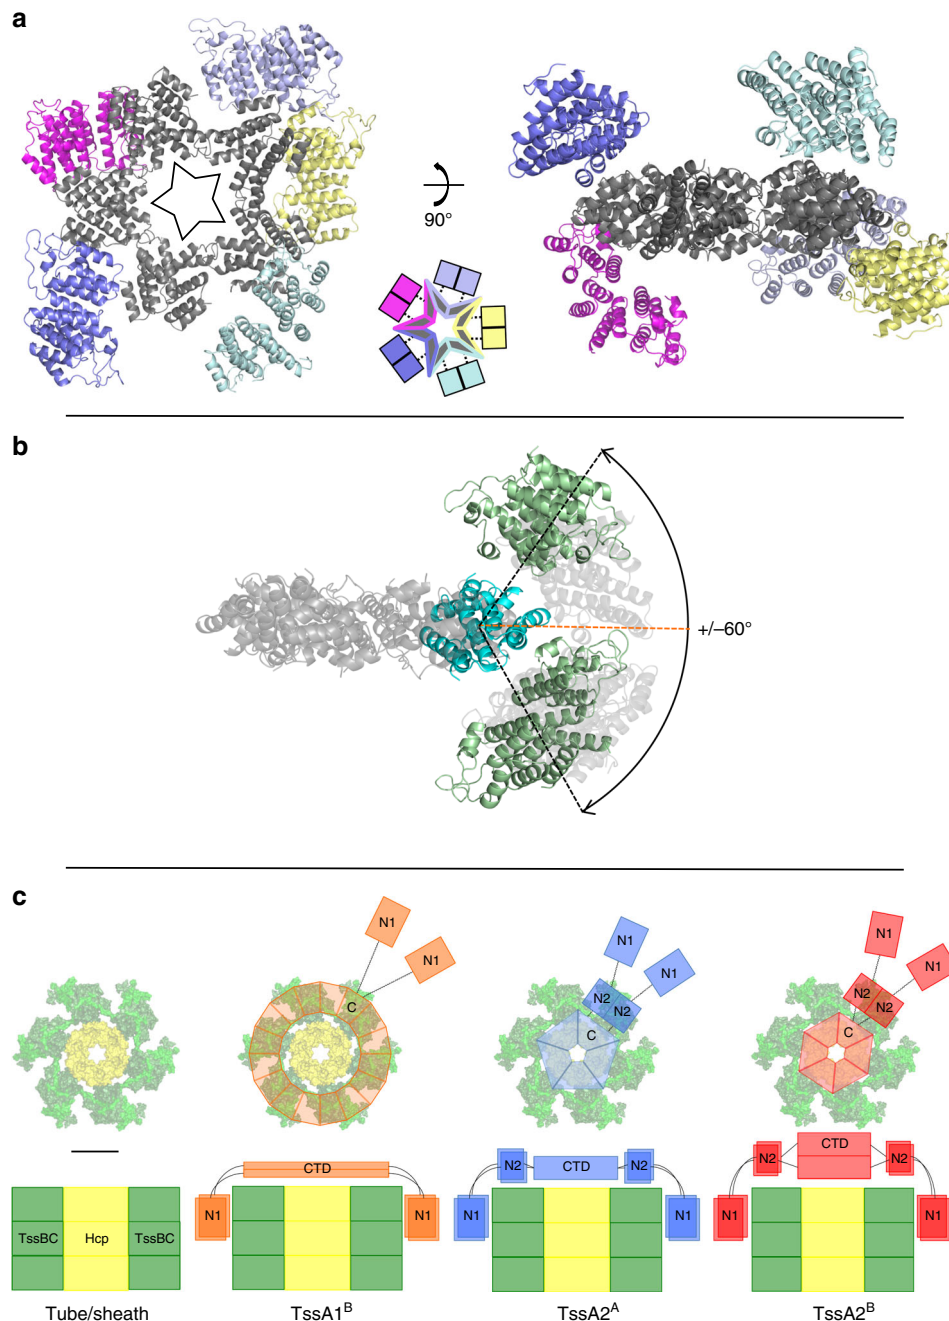 a
90°
b
+/–60°
c
N1
N1
C
N1
N1
N2
N2
C
N1
N1
N2
N2
C
CTD
N1
N1
N2
CTD
N2
N1
N1
N2
CTD
N2
N1
N1
TssBC
Hcp
TssBC
Tube/sheath
TssA1ᴮ
TssA2ᴬ
TssA2ᴮ